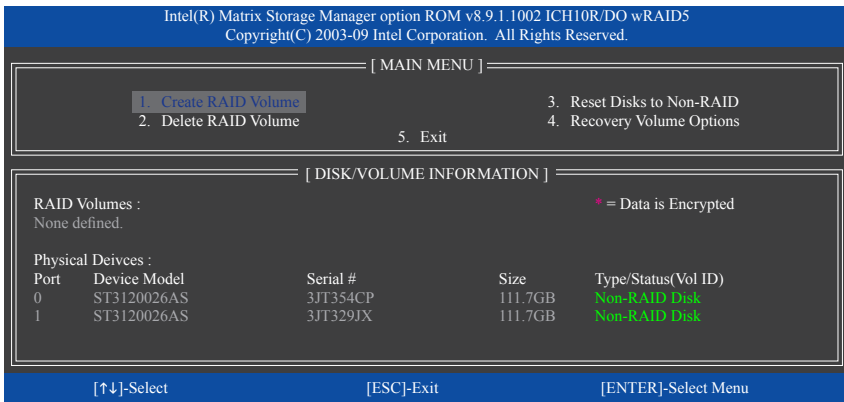 Intel(R) Matrix Storage Manager option ROM v8.9.1.1002 ICH10R/DO wRAID5
Copyright(C) 2003-09 Intel Corporation. All Rights Reserved.
[ MAIN MENU ]
1. Create RAID Volume 3. Reset Disks to Non-RAID
2. Delete RAID Volume 4. Recovery Volume Options
5. Exit
[ DISK/VOLUME INFORMATION ]
RAID Volumes : * = Data is Encrypted
None defined.
Physical Deivces :
Port Device Model Serial # Size Type/Status(Vol ID)
0 ST3120026AS 3JT354CP 111.7GB Non-RAID Disk
1 ST3120026AS 3JT329JX 111.7GB Non-RAID Disk
[↑↓]-Select [ESC]-Exit [ENTER]-Select Menu